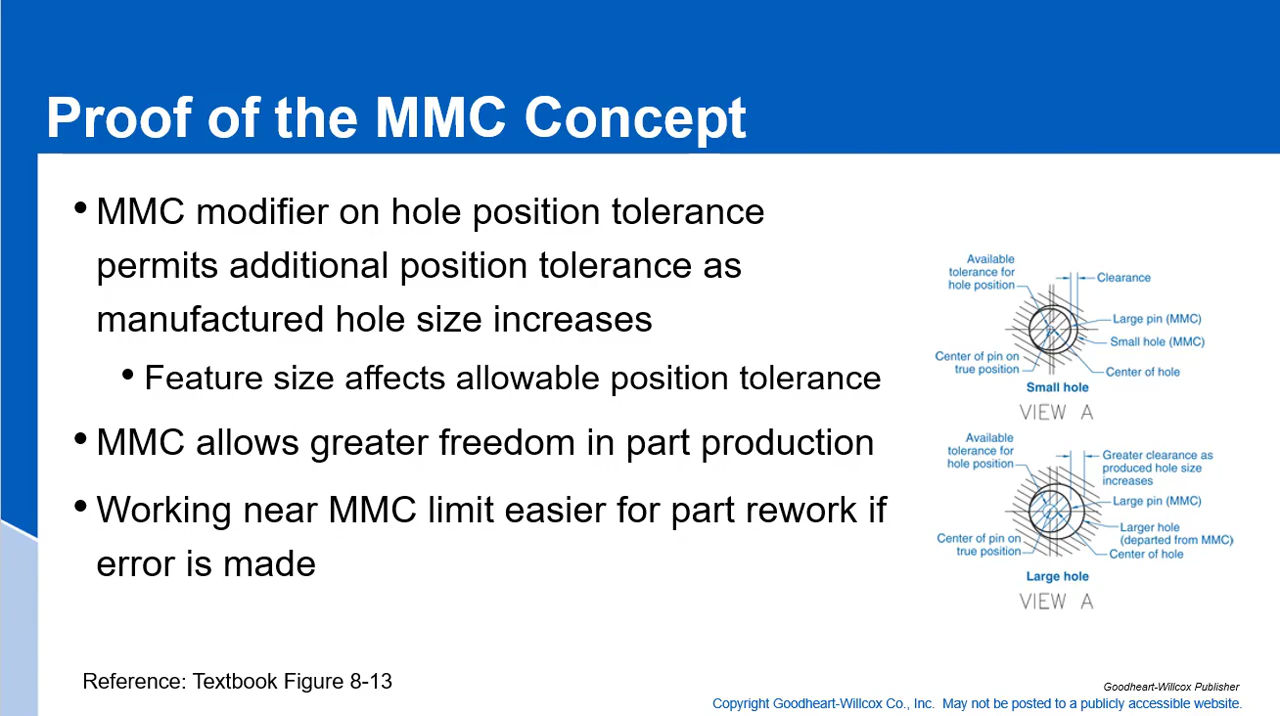 Proof of the MMC Concept
• MMC modifier on hole position tolerance
permits additional position tolerance as
manufactured hole size increases
• Feature size affects allowable position tolerance
• MMC allows greater freedom in part production
• Working near MMC limit easier for part rework if
error is made
Available
tolerance for
hole position
Clearance
Large pin (MMC)
Small hole (MMC)
Center of pin on
true position
Center of hole
Small hole
VIEW A
Available
tolerance for
hole position
Greater clearance as
produced hole size
increases
Large pin (MMC)
Larger hole
(departed from MMC)
Center of pin on
true position
Center of hole
Large hole
VIEW A
Reference: Textbook Figure 8-13
Goodheart-Willcox Publisher
Copyright Goodheart-Willcox Co., Inc. May not be posted to a publicly accessible website.